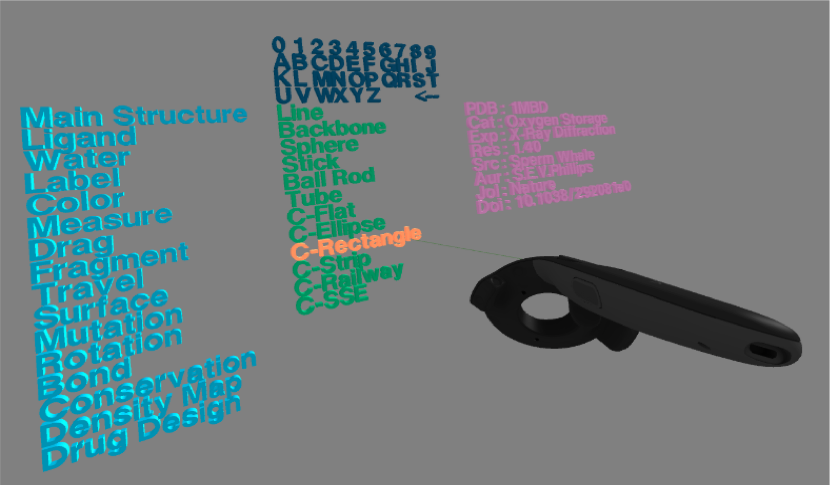 Main Structure
Ligand
Water
Label
Color
Measure
Drag
Fragment
Travel
Surface
Mutation
Rotation
Bond
Conservation
Density Map
Drug Design
0 1 2 3 4 5 6 7 8 9
A B C D E F G H I J
K L M N O P Q R S T
U V W X Y Z <-
Line
Backbone
Sphere
Stick
Ball Rod
Tube
C-Flat
C-Ellipse
C-Rectangle
C-Strip
C-Railway
C-SSE
PDB : 1MBD
Cat : Oxygen Storage
Exp : X-Ray Diffraction
Res : 1.40
Src : Sperm Whale
Aur : S.E.V.Phillips
Jol : Nature
Doi : 10.1038/292081e0